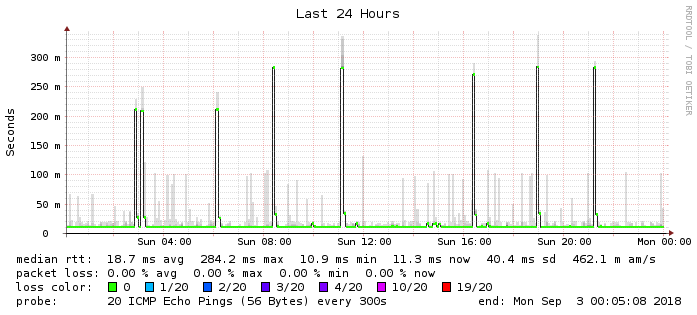 Last 24 Hours
RRDTOOL / TOBI OETIKER
Seconds
300 m
250 m
200 m
150 m
100 m
50 m
0
Sun 04:00 Sun 08:00 Sun 12:00 Sun 16:00 Sun 20:00 Mon 00:00
median rtt: 18.7 ms avg 284.2 ms max 10.9 ms min 11.3 ms now 40.4 ms sd 462.1 m am/s
packet loss: 0.00 % avg 0.00 % max 0.00 % min 0.00 % now
loss color: 0 1/20 2/20 3/20 4/20 10/20 19/20
probe: 20 ICMP Echo Pings (56 Bytes) every 300s end: Mon Sep 3 00:05:08 2018